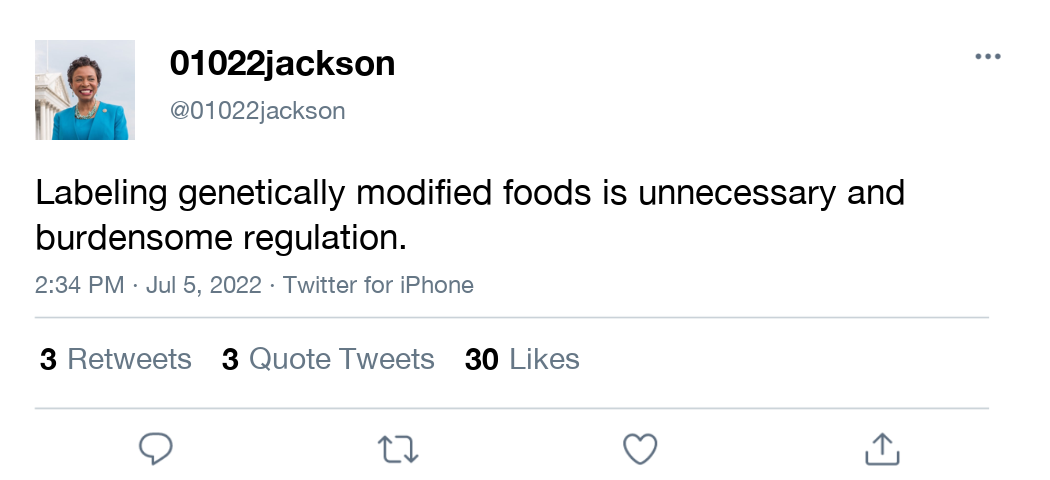 01022jackson
@01022jackson
Labeling genetically modified foods is unnecessary and
burdensome regulation.
2:34 PM · Jul 5, 2022 · Twitter for iPhone
3 Retweets 3 Quote Tweets 30 Likes